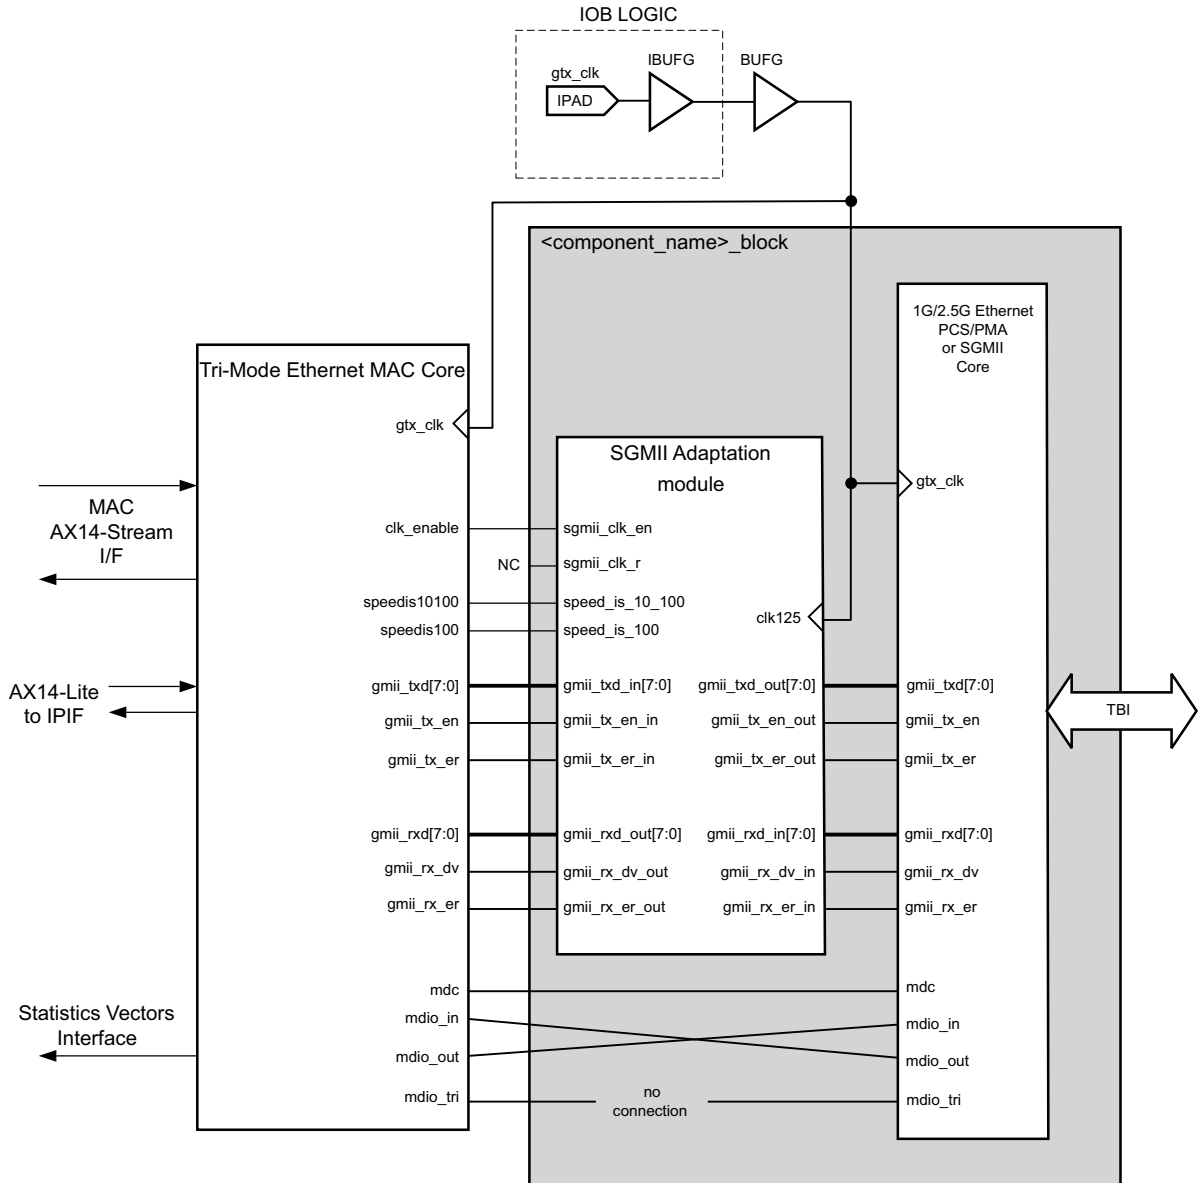 IOB LOGIC
gtx_clk
IPAD
IBUFG
BUFG
<component_name>_block
1G/2.5G Ethernet
PCS/PMA
or SGMII
Core
gtx_clk
gmii_txd[7:0]
gmii_tx_en
gmii_tx_er
gmii_rxd[7:0]
gmii_rx_dv
gmii_rx_er
mdc
mdio_in
mdio_out
mdio_tri
TBI
Tri-Mode Ethernet MAC Core
gtx_clk
clk_enable
speedis10100
speedis100
gmii_txd[7:0]
gmii_tx_en
gmii_tx_er
gmii_rxd[7:0]
gmii_rx_dv
gmii_rx_er
mdc
mdio_in
mdio_out
mdio_tri
SGMII Adaptation
module
sgmii_clk_en
NC
sgmii_clk_r
speed_is_10_100
speed_is_100
clk125
gmii_txd_in[7:0]
gmii_txd_out[7:0]
gmii_tx_en_in
gmii_tx_en_out
gmii_tx_er_in
gmii_tx_er_out
gmii_rxd_out[7:0]
gmii_rxd_in[7:0]
gmii_rx_dv_out
gmii_rx_dv_in
gmii_rx_er_out
gmii_rx_er_in
no
connection
MAC
AX14-Stream
I/F
AX14-Lite
to IPIF
Statistics Vectors
Interface